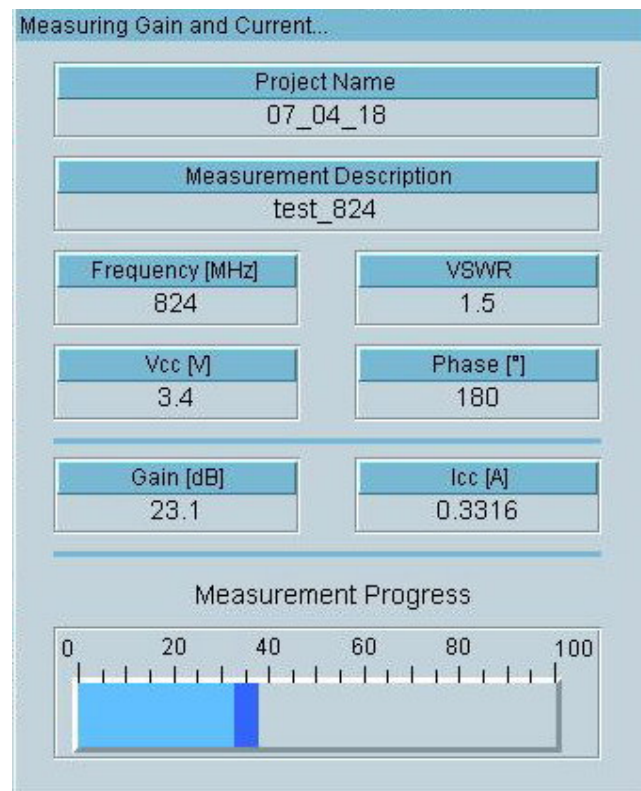 Measuring Gain and Current...
Project Name
07_04_18
Measurement Description
test_824
Frequency [MHz] VSWR
824 1.5
Vcc [V] Phase [°]
3.4 180
Gain [dB] Icc [A]
23.1 0.3316
Measurement Progress
0 20 40 60 80 100